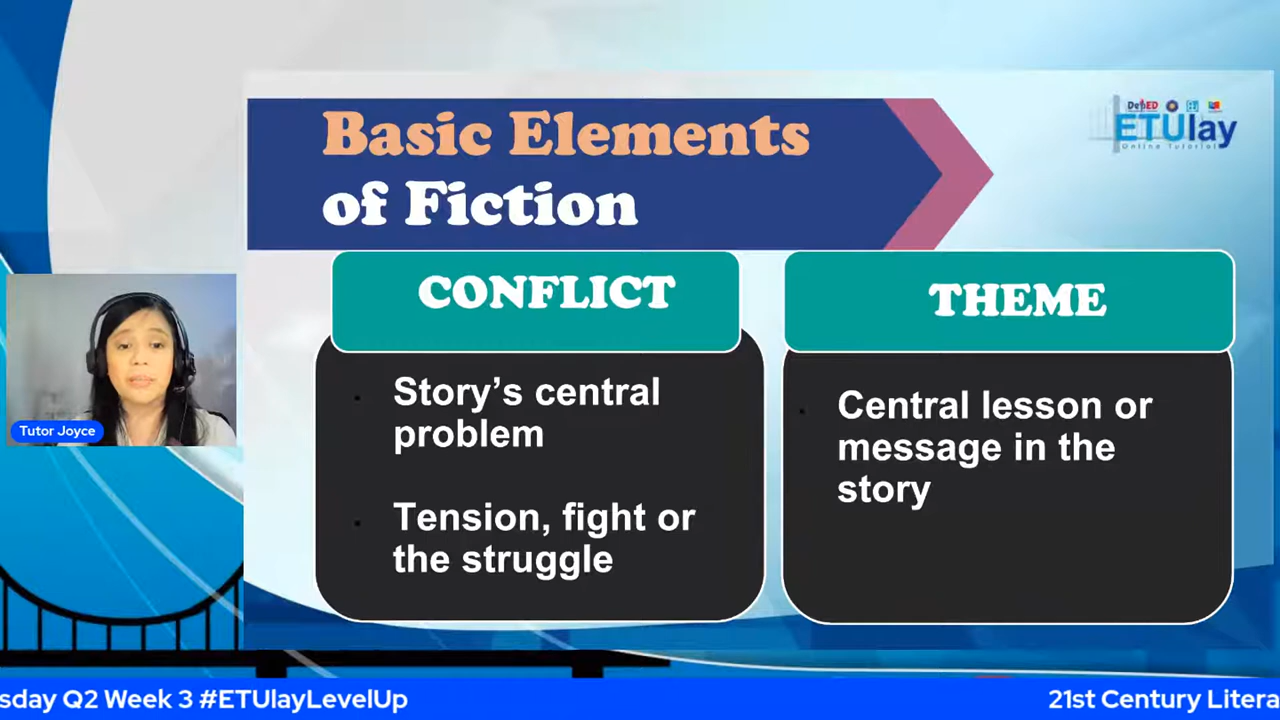 Basic Elements
of Fiction
DepED
ETUlay
Online Tutorial
CONFLICT
THEME
Story’s central
problem
Tension, fight or
the struggle
Central lesson or
message in the
story
Tutor Joyce
sday Q2 Week 3 #ETUlayLevelUp
21st Century Litera